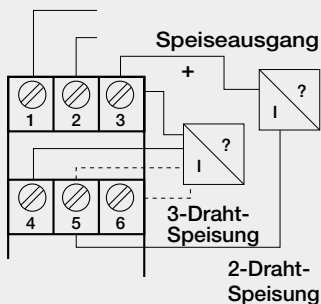 Speiseausgang
+
?
I
1 2 3
?
I
4 5 6
3-Draht-
Speisung
2-Draht-
Speisung